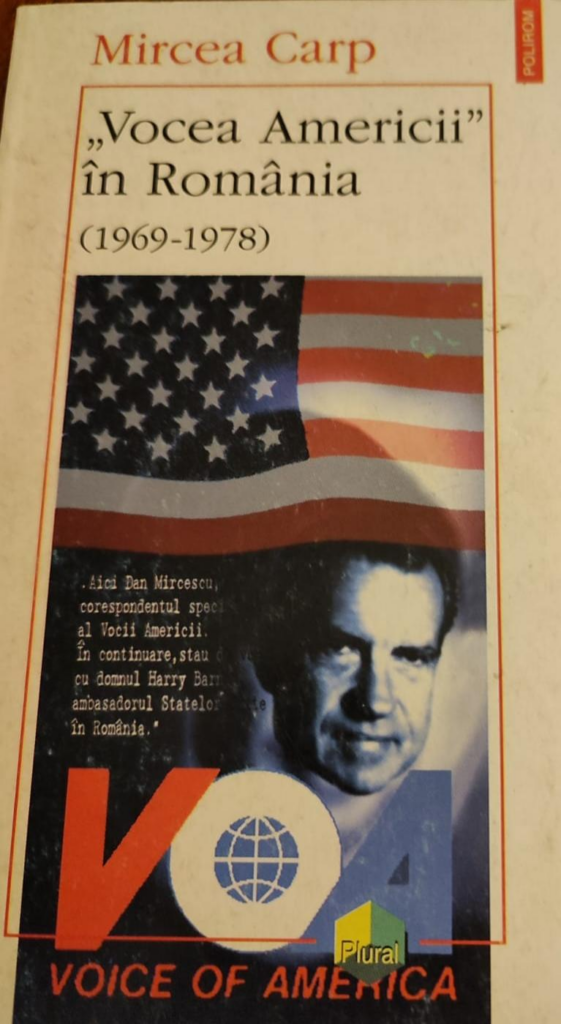 Mircea Carp
POLIROM
„Vocea Americii”
în România
(1969-1978)
.Aici Dan Mircescu,
corespondentul
al Vocii Americii.
În continuare, stau
cu domnul Harry
ambasadorul
în România."
VOA
Plural
VOICE OF AMERICA